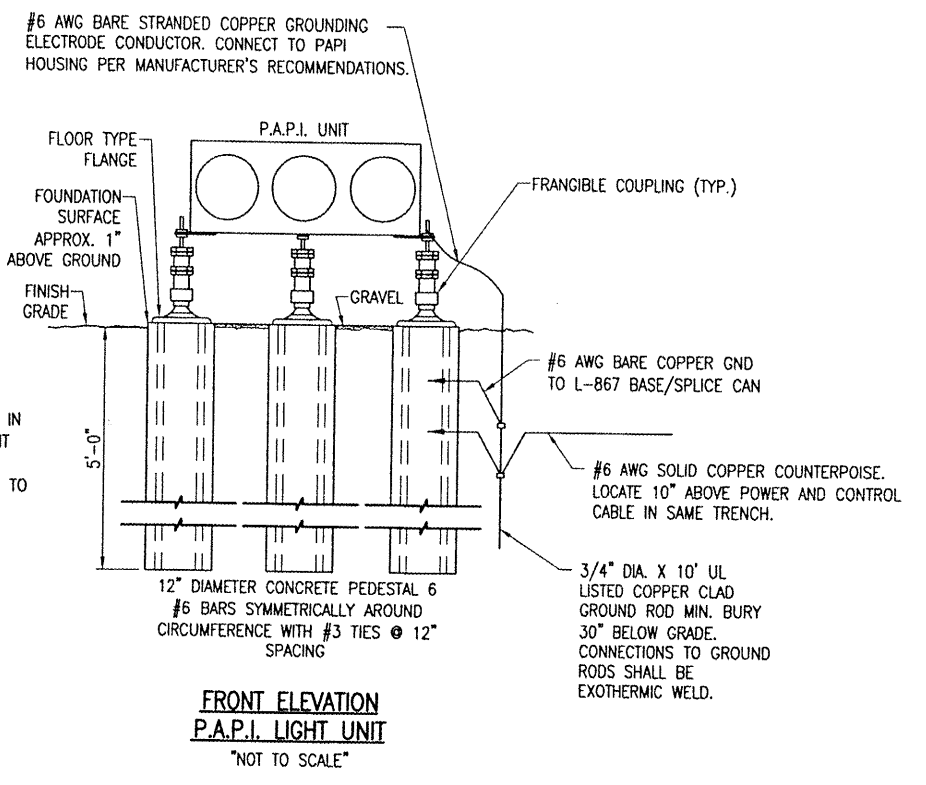 #6 AWG BARE STRANDED COPPER GROUNDING
ELECTRODE CONDUCTOR. CONNECT TO PAPI
HOUSING PER MANUFACTURER'S RECOMMENDATIONS.
P.A.P.I. UNIT
FLOOR TYPE
FLANGE
FOUNDATION
SURFACE
APPROX. 1"
ABOVE GROUND
FINISH
GRADE
FRANGIBLE COUPLING (TYP.)
GRAVEL
#6 AWG BARE COPPER GND
TO L-867 BASE/SPLICE CAN
IN
TO
5'-0"
#6 AWG SOLID COPPER COUNTERPOISE.
LOCATE 10" ABOVE POWER AND CONTROL
CABLE IN SAME TRENCH.
3/4" DIA. X 10' UL
LISTED COPPER CLAD
GROUND ROD MIN. BURY
30" BELOW GRADE.
CONNECTIONS TO GROUND
RODS SHALL BE
EXOTHERMIC WELD.
12" DIAMETER CONCRETE PEDESTAL 6
#6 BARS SYMMETRICALLY AROUND
CIRCUMFERENCE WITH #3 TIES @ 12"
SPACING
FRONT ELEVATION
P.A.P.I. LIGHT UNIT
"NOT TO SCALE"